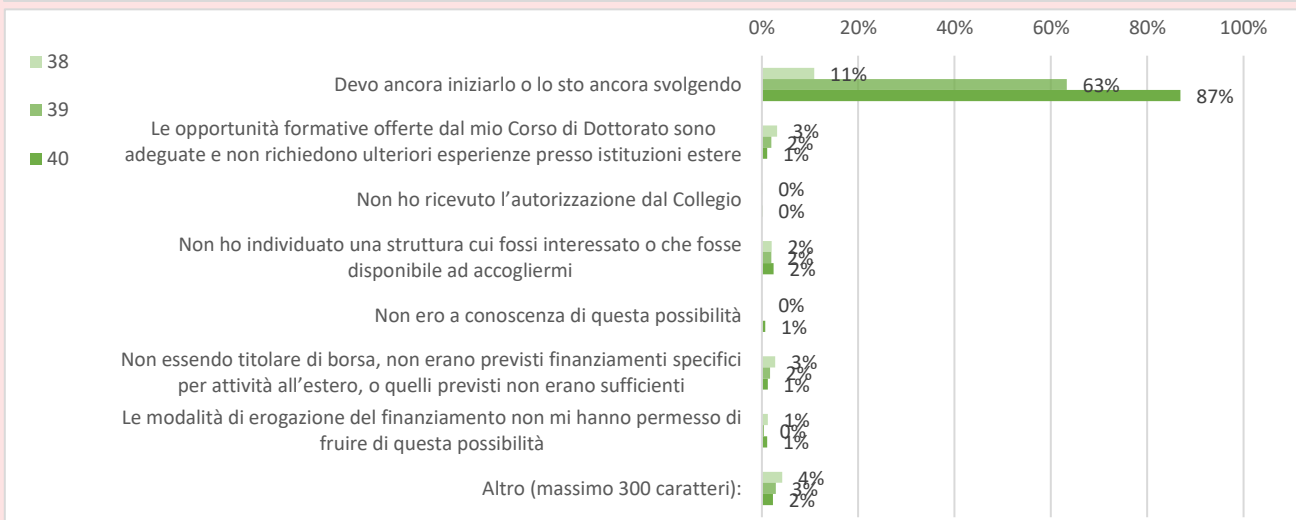 0% 20% 40% 60% 80% 100%
38
39
40
Devo ancora iniziarlo o lo sto ancora svolgendo
11%
63%
87%
Le opportunità formative offerte dal mio Corso di Dottorato sono
adeguate e non richiedono ulteriori esperienze presso istituzioni estere
3%
2%
1%
Non ho ricevuto l’autorizzazione dal Collegio
0%
0%
Non ho individuato una struttura cui fossi interessato o che fosse
disponibile ad accogliermi
2%
2%
2%
Non ero a conoscenza di questa possibilità
0%
1%
Non essendo titolare di borsa, non erano previsti finanziamenti specifici
per attività all’estero, o quelli previsti non erano sufficienti
3%
2%
1%
Le modalità di erogazione del finanziamento non mi hanno permesso di
fruire di questa possibilità
1%
0%
1%
Altro (massimo 300 caratteri):
4%
3%
2%